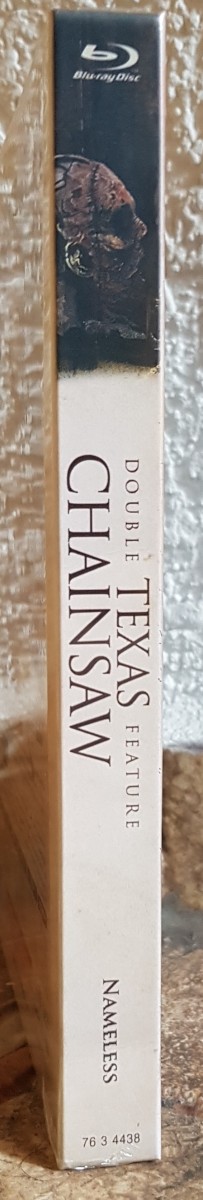 Blu-ray Disc
DOUBLE TEXAS FEATURE
CHAINSAW
NAMELESS
76 3 4438